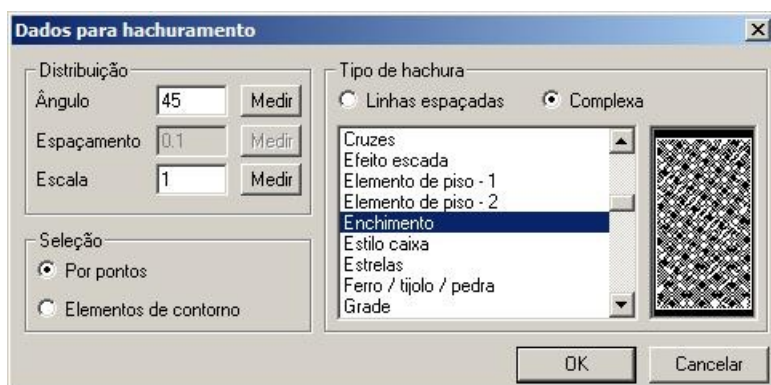 Dados para hachuramento
Distribuição
Ângulo 45 Medir
Espaçamento 0.1 Medir
Escala 1 Medir
Seleção
Por pontos
Elementos de contorno
Tipo de hachura
Linhas espaçadas Complexa
Cruzes
Efeito escada
Elemento de piso - 1
Elemento de piso - 2
Enchimento
Estilo caixa
Estrelas
Ferro / tijolo / pedra
Grade
OK Cancelar